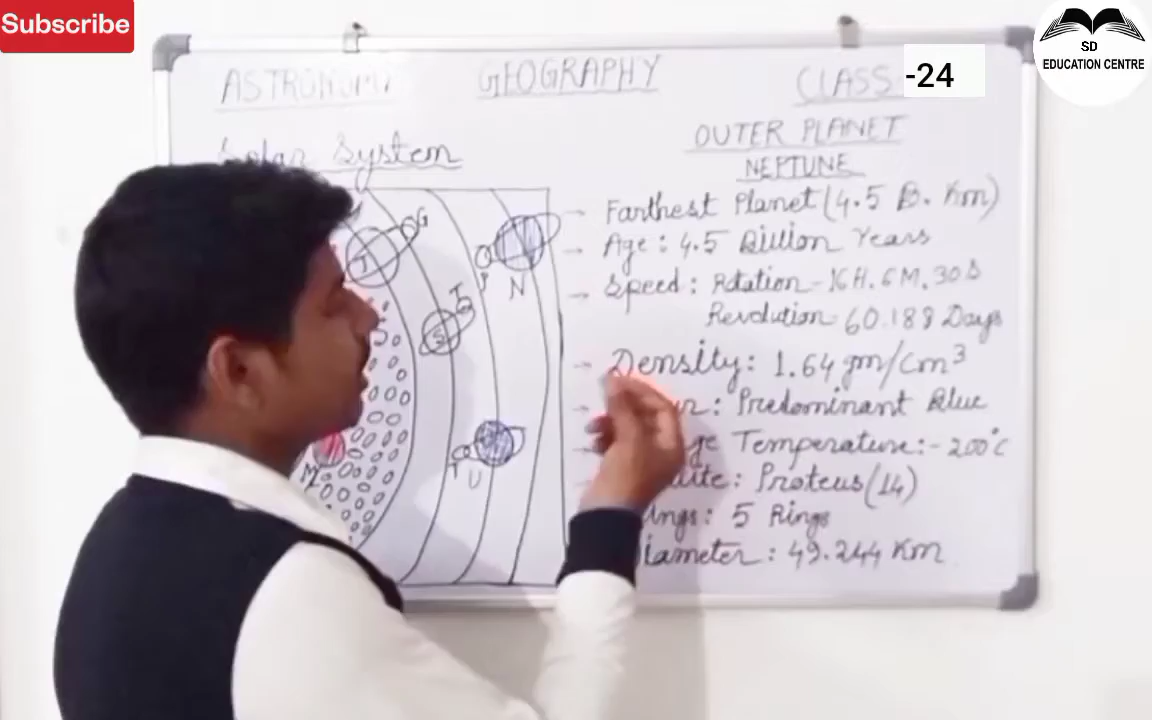 Subscribe
SD
EDUCATION CENTRE
ASTRONOMY GEOGRAPHY CLASS -24
Solar System
OUTER PLANET
NEPTUNE
Farthest Planet (4.5 B. Km)
Age: 4.5 Billion Years
Speed: Rotation - 16H. 6M. 30S
Revolution - 60.188 Days
Density: 1.64 gm/cm³
: Predominant Blue
Temperature: - 200°C
: Proteus (14)
: 5 Rings
Diameter: 49.244 Km
G
J
T
S
J
N
T
U
M